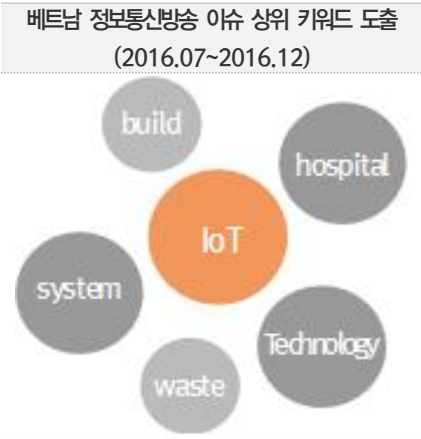 베트남 정보통신방송 이슈 상위 키워드 도출
(2016.07~2016.12)
build
hospital
IoT
system
Technology
waste